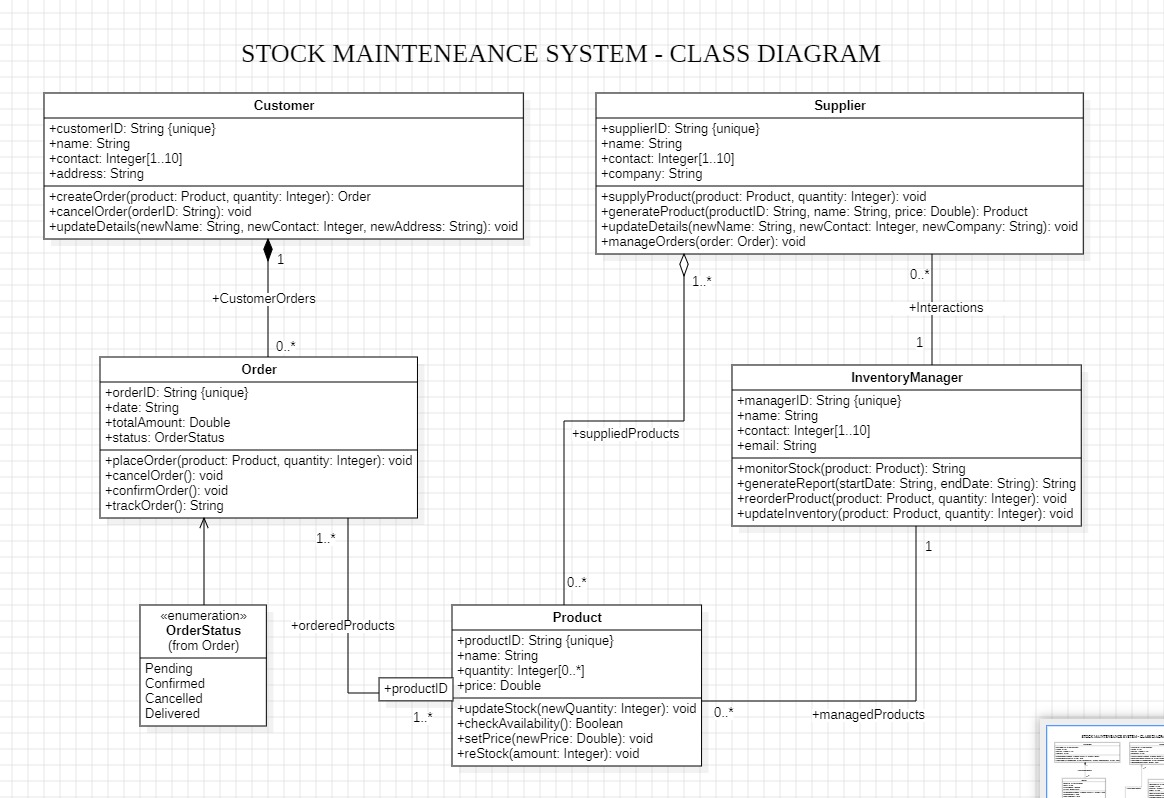 STOCK MAINTENEANCE SYSTEM - CLASS DIAGRAM
Customer
+customerID: String {unique}
+name: String
+contact: Integer[1..10]
+address: String
+createOrder(product: Product, quantity: Integer): Order
+cancelOrder(orderID: String): void
+updateDetails(newName: String, newContact: Integer, newAddress: String): void
Supplier
+supplierID: String {unique}
+name: String
+contact: Integer[1..10]
+company: String
+supplyProduct(product: Product, quantity: Integer): void
+generateProduct(productID: String, name: String, price: Double): Product
+updateDetails(newName: String, newContact: Integer, newCompany: String): void
+manageOrders(order: Order): void
1
+CustomerOrders
0..*
1..*
0..*
+Interactions
1
Order
+orderID: String {unique}
+date: String
+totalAmount: Double
+status: OrderStatus
+placeOrder(product: Product, quantity: Integer): void
+cancelOrder(): void
+confirmOrder(): void
+trackOrder(): String
+suppliedProducts
InventoryManager
+managerID: String {unique}
+name: String
+contact: Integer[1..10]
+email: String
+monitorStock(product: Product): String
+generateReport(startDate: String, endDate: String): String
+reorderProduct(product: Product, quantity: Integer): void
+updateInventory(product: Product, quantity: Integer): void
1..*
0..*
1
«enumeration»
OrderStatus
(from Order)
Pending
Confirmed
Cancelled
Delivered
+orderedProducts
+productID
1..*
Product
+productID: String {unique}
+name: String
+quantity: Integer[0..*]
+price: Double
+updateStock(newQuantity: Integer): void
+checkAvailability(): Boolean
+setPrice(newPrice: Double): void
+reStock(amount: Integer): void
0..*
+managedProducts